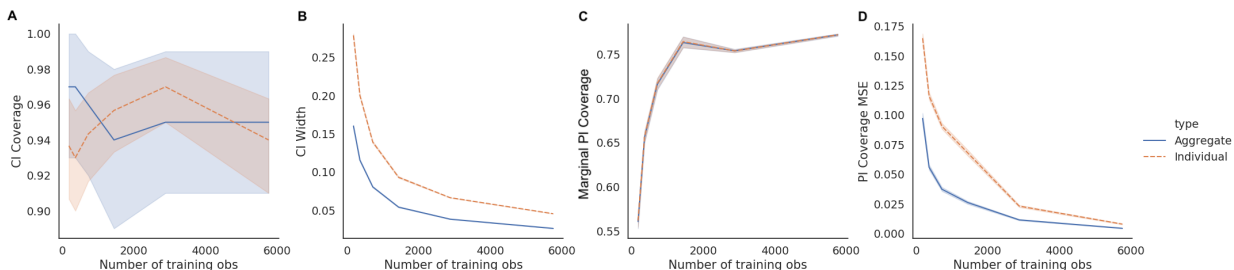 A
CI Coverage
1.00
0.98
0.96
0.94
0.92
0.90
0
2000
4000
6000
Number of training obs
B
CI Width
0.25
0.20
0.15
0.10
0.05
0
2000
4000
6000
Number of training obs
C
Marginal PI Coverage
0.75
0.70
0.65
0.60
0.55
0
2000
4000
6000
Number of training obs
D
PI Coverage MSE
0.175
0.150
0.125
0.100
0.075
0.050
0.025
0.000
0
2000
4000
6000
Number of training obs
type
Aggregate
Individual